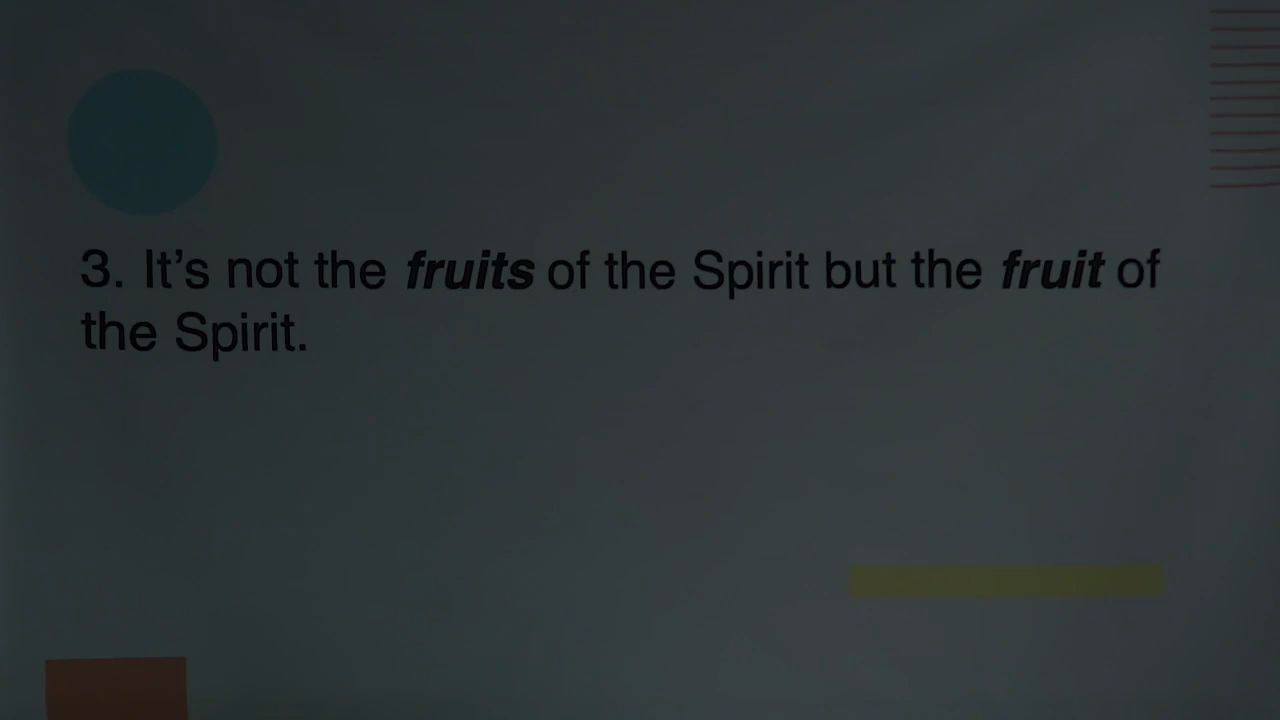 3. It’s not the fruits of the Spirit but the fruit of
the Spirit.